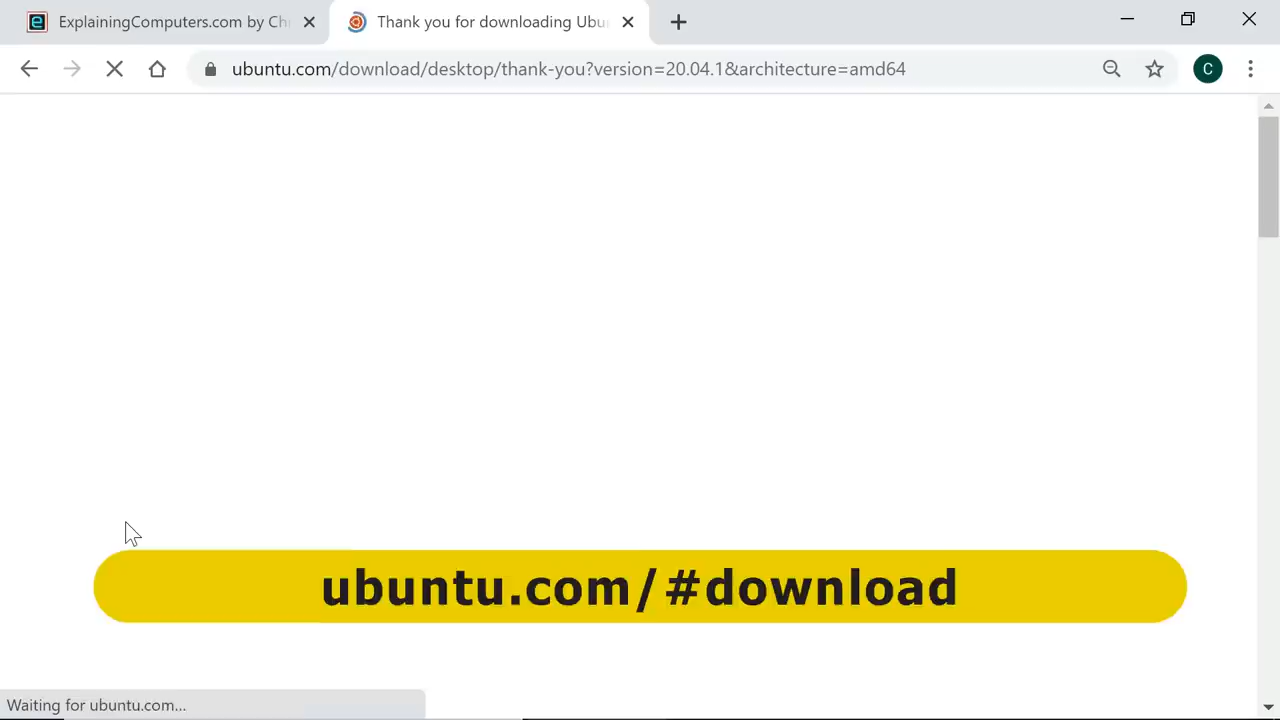 ExplainingComputers.com by Ch
Thank you for downloading Ubu
ubuntu.com/download/desktop/thank-you?version=20.04.1&architecture=amd64
C
ubuntu.com/#download
Waiting for ubuntu.com...